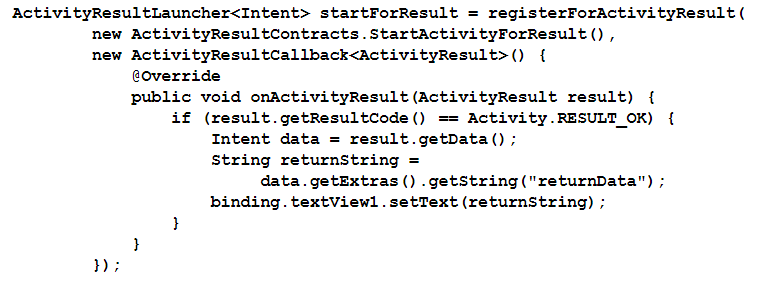 ActivityResultLauncher<Intent> startForResult = registerForActivityResult(
        new ActivityResultContracts.StartActivityForResult(),
        new ActivityResultCallback<ActivityResult>() {
            @Override
            public void onActivityResult(ActivityResult result) {
                if (result.getResultCode() == Activity.RESULT_OK) {
                    Intent data = result.getData();
                    String returnString =
                         data.getExtras().getString("returnData");
                    binding.textView1.setText(returnString);
                }
            }
        });